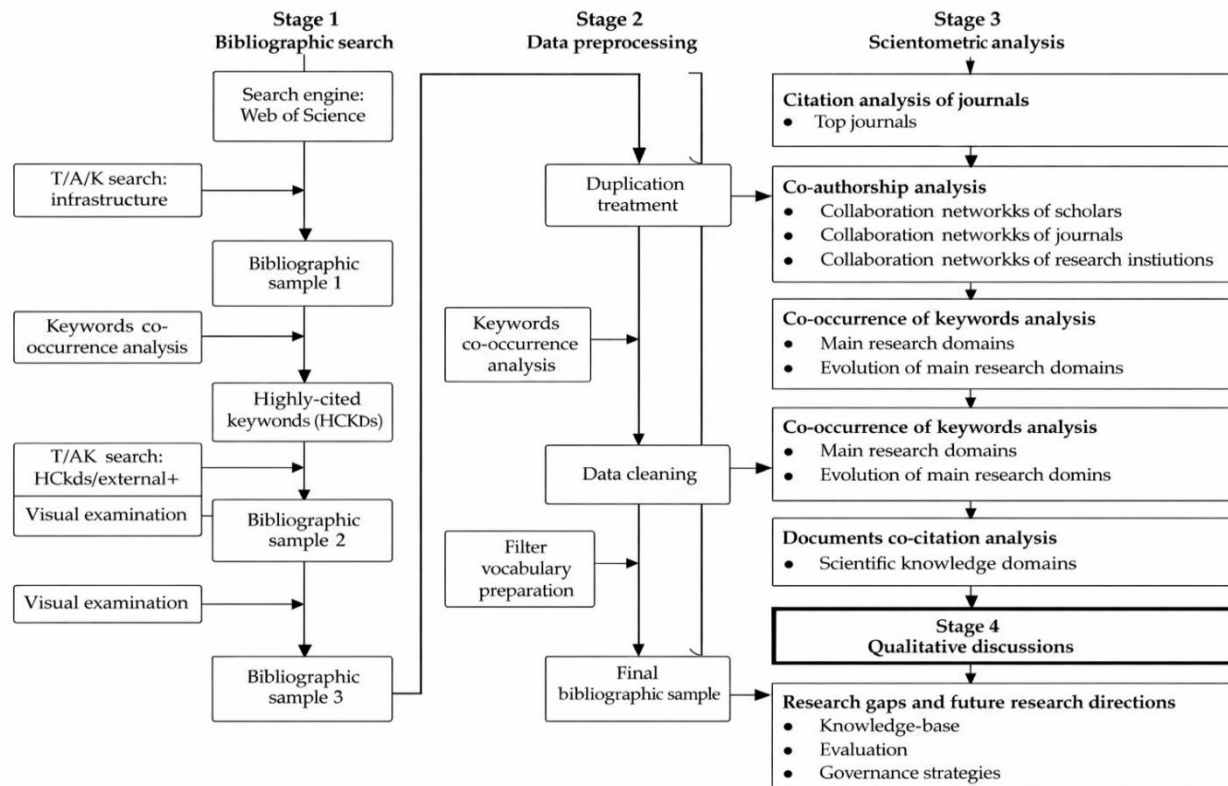 Stage 1
Bibliographic search
Search engine:
Web of Science
T/A/K search:
infrastructure
Bibliographic
sample 1
Keywords co-
occurrence analysis
Highly-cited
keywords (HCKDs)
T/AK search:
HCkds/external+
Visual examination
Bibliographic
sample 2
Visual examination
Bibliographic
sample 3
Stage 2
Data preprocessing
Duplication
treatment
Keywords
co-occurrence
analysis
Data cleaning
Filter
vocabulary
preparation
Final
bibliographic sample
Stage 3
Scientometric analysis
Citation analysis of journals
● Top journals
Co-authorship analysis
● Collaboration networkks of scholars
● Collaboration networkks of journals
● Collaboration networkks of research instiutions
Co-occurrence of keywords analysis
● Main research domains
● Evolution of main research domains
Co-occurrence of keywords analysis
● Main research domains
● Evolution of main research domins
Documents co-citation analysis
● Scientific knowledge domains
Stage 4
Qualitative discussions
Research gaps and future research directions
● Knowledge-base
● Evaluation
● Governance strategies